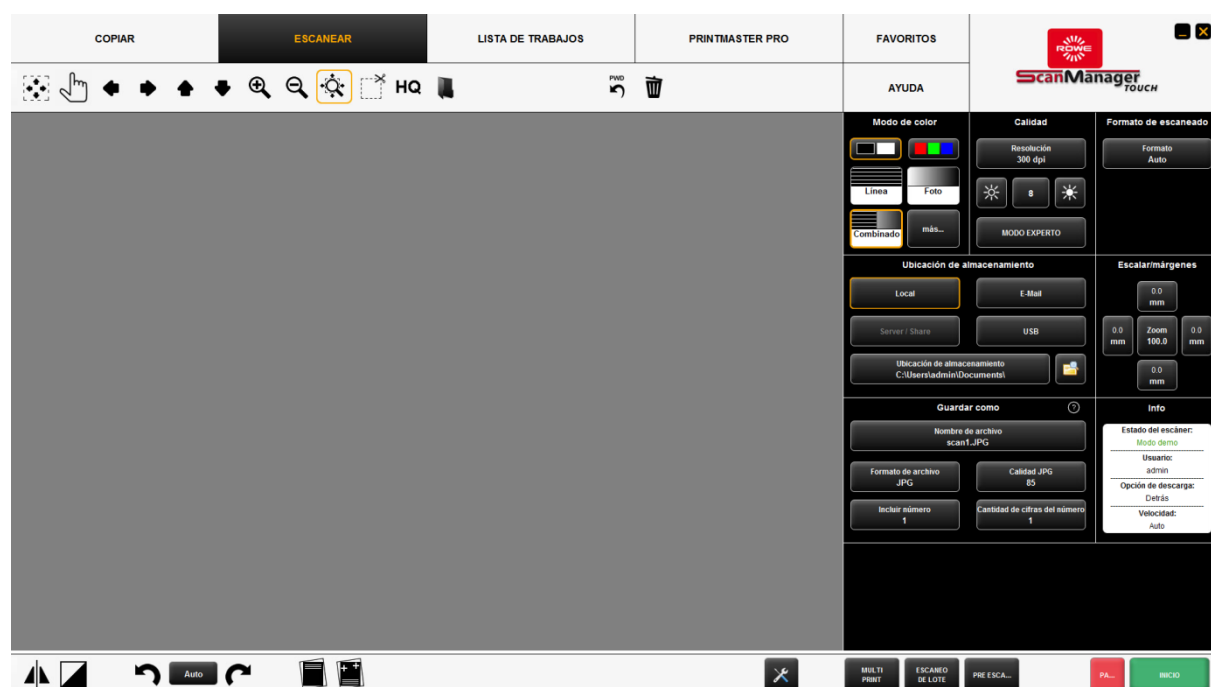 COPIAR
ESCANEAR
LISTA DE TRABAJOS
PRINTMASTER PRO
FAVORITOS
ROWE
ScanManager
TOUCH
HQ
PWD
AYUDA
Modo de color
Calidad
Formato de escaneado
Resolución
300 dpi
Formato
Auto
Línea
Foto
8
Combinado
más...
MODO EXPERTO
Ubicación de almacenamiento
Escalar/márgenes
Local
E-Mail
0.0
mm
Server / Share
USB
0.0
mm
Zoom
100.0
0.0
mm
Ubicación de almacenamiento
C:\Users\admin\Documents\
0.0
mm
Guardar como
?
Info
Nombre de archivo
scan1.JPG
Estado del escáner:
Modo demo
Usuario:
admin
Formato de archivo
JPG
Calidad JPG
85
Opción de descarga:
Detrás
Incluir número
1
Cantidad de cifras del número
1
Velocidad:
Auto
Auto
MULTI
PRINT
ESCANEO
DE LOTE
PRE ESCA...
PA...
INICIO